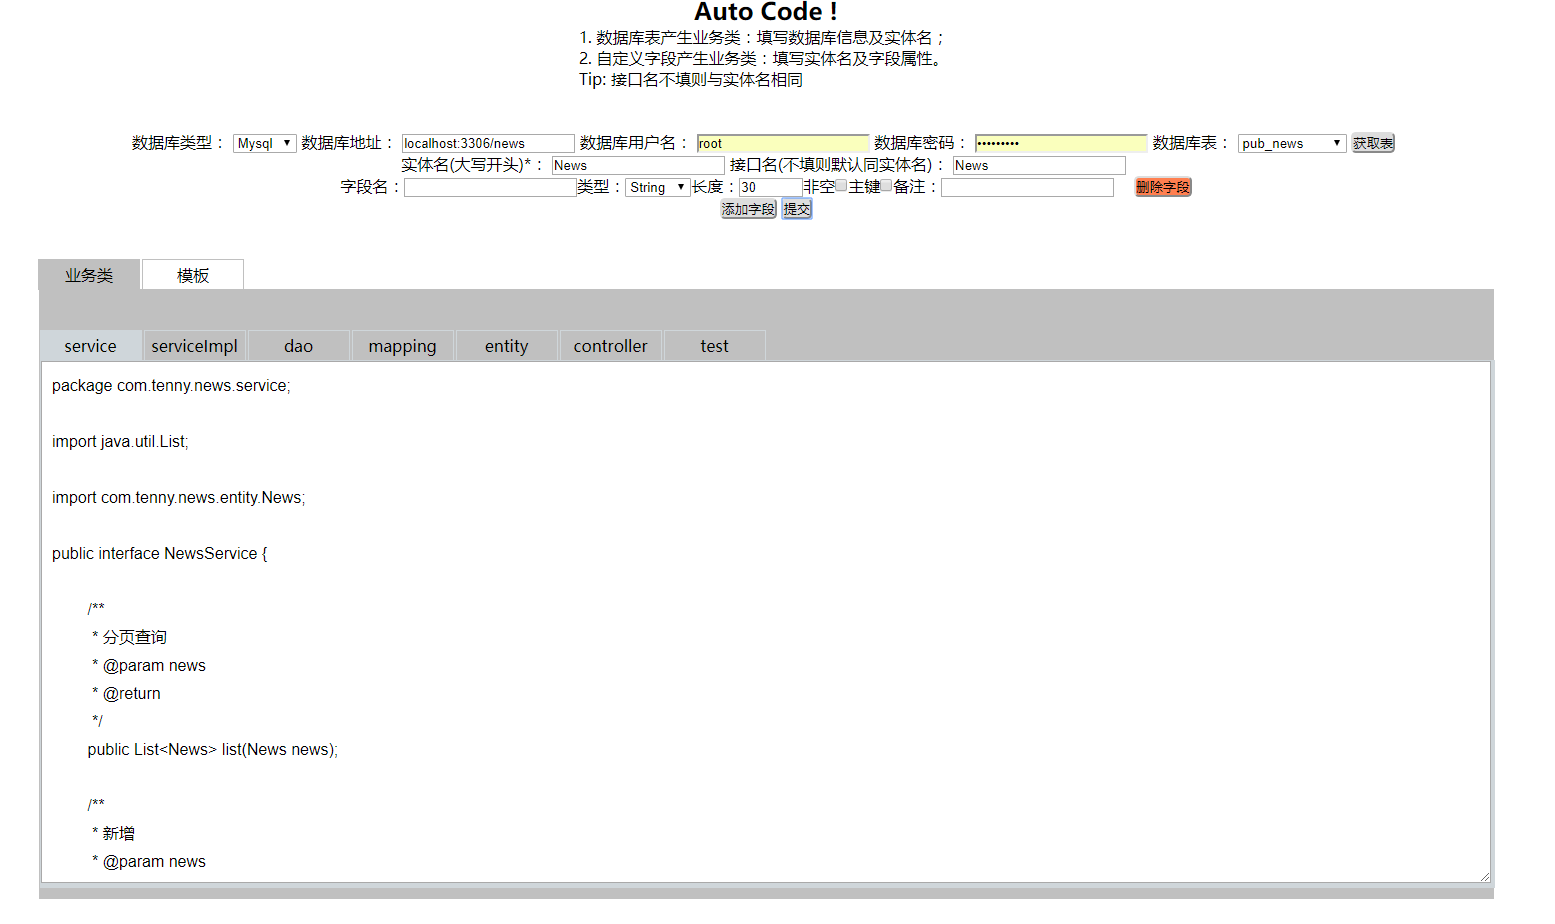 Auto Code !
1. 数据库表产生业务类：填写数据库信息及实体名；
2. 自定义字段产生业务类：填写实体名及字段属性。
Tip: 接口名不填则与实体名相同
数据库类型： Mysql 数据库地址： localhost:3306/news 数据库用户名： root 数据库密码： ••••••••• 数据库表： pub_news 获取表
实体名(大写开头)*： News 接口名(不填则默认同实体名)： News
字段名： 类型： String 长度： 30 非空 主键 备注： 删除字段
添加字段 提交
业务类 模板
service serviceImpl dao mapping entity controller test
package com.tenny.news.service;
import java.util.List;
import com.tenny.news.entity.News;
public interface NewsService {
/**
* 分页查询
* @param news
* @return
*/
public List<News> list(News news);
/**
* 新增
* @param news